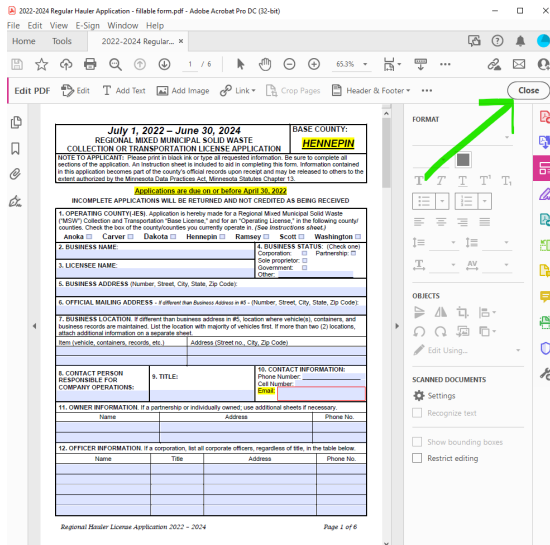 2022-2024 Regular Hauler Application - fillable form.pdf - Adobe Acrobat Pro DC (32-bit)
File Edit View E-Sign Window Help
Home Tools 2022-2024 Regular... ×
1 / 6 65.3%
Edit PDF Edit Add Text Add Image Link Crop Pages Header & Footer Close
FORMAT
July 1, 2022 – June 30, 2024
REGIONAL MIXED MUNICIPAL SOLID WASTE
COLLECTION OR TRANSPORTATION LICENSE APPLICATION
BASE COUNTY:
HENNEPIN
NOTE TO APPLICANT: Please print in black ink or type all requested information. Be sure to complete all
sections of the application. An Instruction sheet is included to aid in completing this form. Information contained
in this application becomes part of the county's official records upon receipt and may be released to the
extent authorized by the Minnesota Data Practices Act, Minnesota Statutes Chapter 13.
Applications are due on or before April 30, 2022
INCOMPLETE APPLICATIONS WILL BE RETURNED AND NOT CREDITED AS BEING RECEIVED
1. OPERATING COUNTY(-IES). Application is hereby made for a Regional Mixed Municipal Solid Waste
("MSW") Collection and Transportation "Base License," and for an "Operating License," in the following county/
counties. Check the box of the county/counties you currently operate in. (See Instructions sheet.)
Anoka Carver Dakota Hennepin Ramsey Scott Washington
2. BUSINESS NAME:
4. BUSINESS STATUS: (Check one)
Corporation: Partnership:
Sole proprietor:
Government:
Other:
3. LICENSEE NAME:
5. BUSINESS ADDRESS (Number, Street, City, State, Zip Code):
6. OFFICIAL MAILING ADDRESS - If different than Business Address in #5 - (Number, Street, City, State, Zip Code):
7. BUSINESS LOCATION. If different than business address in #5, location where vehicle(s), containers, and
business records are maintained. List the location with majority of vehicles first. If more than two (2) locations,
attach additional information on a separate sheet.
Item (vehicle, containers, records, etc.) Address (Street no., City, Zip Code)
8. CONTACT PERSON
RESPONSIBLE FOR
COMPANY OPERATIONS:
9. TITLE:
10. CONTACT INFORMATION:
Phone Number:
Cell Number:
Email:
11. OWNER INFORMATION. If a partnership or individually owned; use additional sheets if necessary.
Name Address Phone No.
12. OFFICER INFORMATION. If a corporation, list all corporate officers, regardless of title, in the table below.
Name Title Address Phone No.
Regional Hauler License Application 2022 – 2024 Page 1 of 6
OBJECTS
Edit Using...
SCANNED DOCUMENTS
Settings
Recognize text
Show bounding boxes
Restrict editing